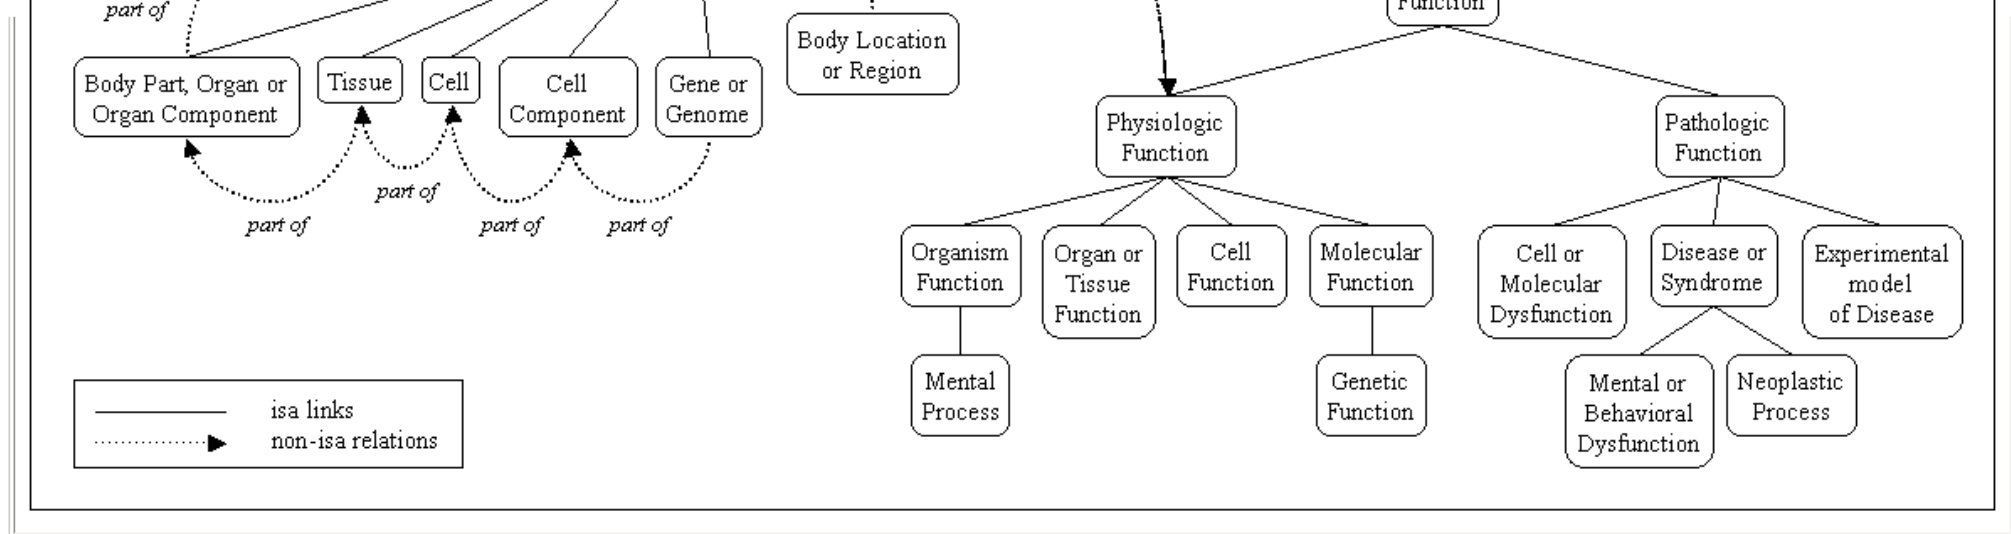 part of
Function
Body Location
or Region
Body Part, Organ or
Organ Component
Tissue
Cell
Cell
Component
Gene or
Genome
Physiologic
Function
Pathologic
Function
part of
part of
part of
part of
Organism
Function
Organ or
Tissue
Function
Cell
Function
Molecular
Function
Cell or
Molecular
Dysfunction
Disease or
Syndrome
Experimental
model
of Disease
Mental
Process
Genetic
Function
Mental or
Behavioral
Dysfunction
Neoplastic
Process
isa links
non-isa relations